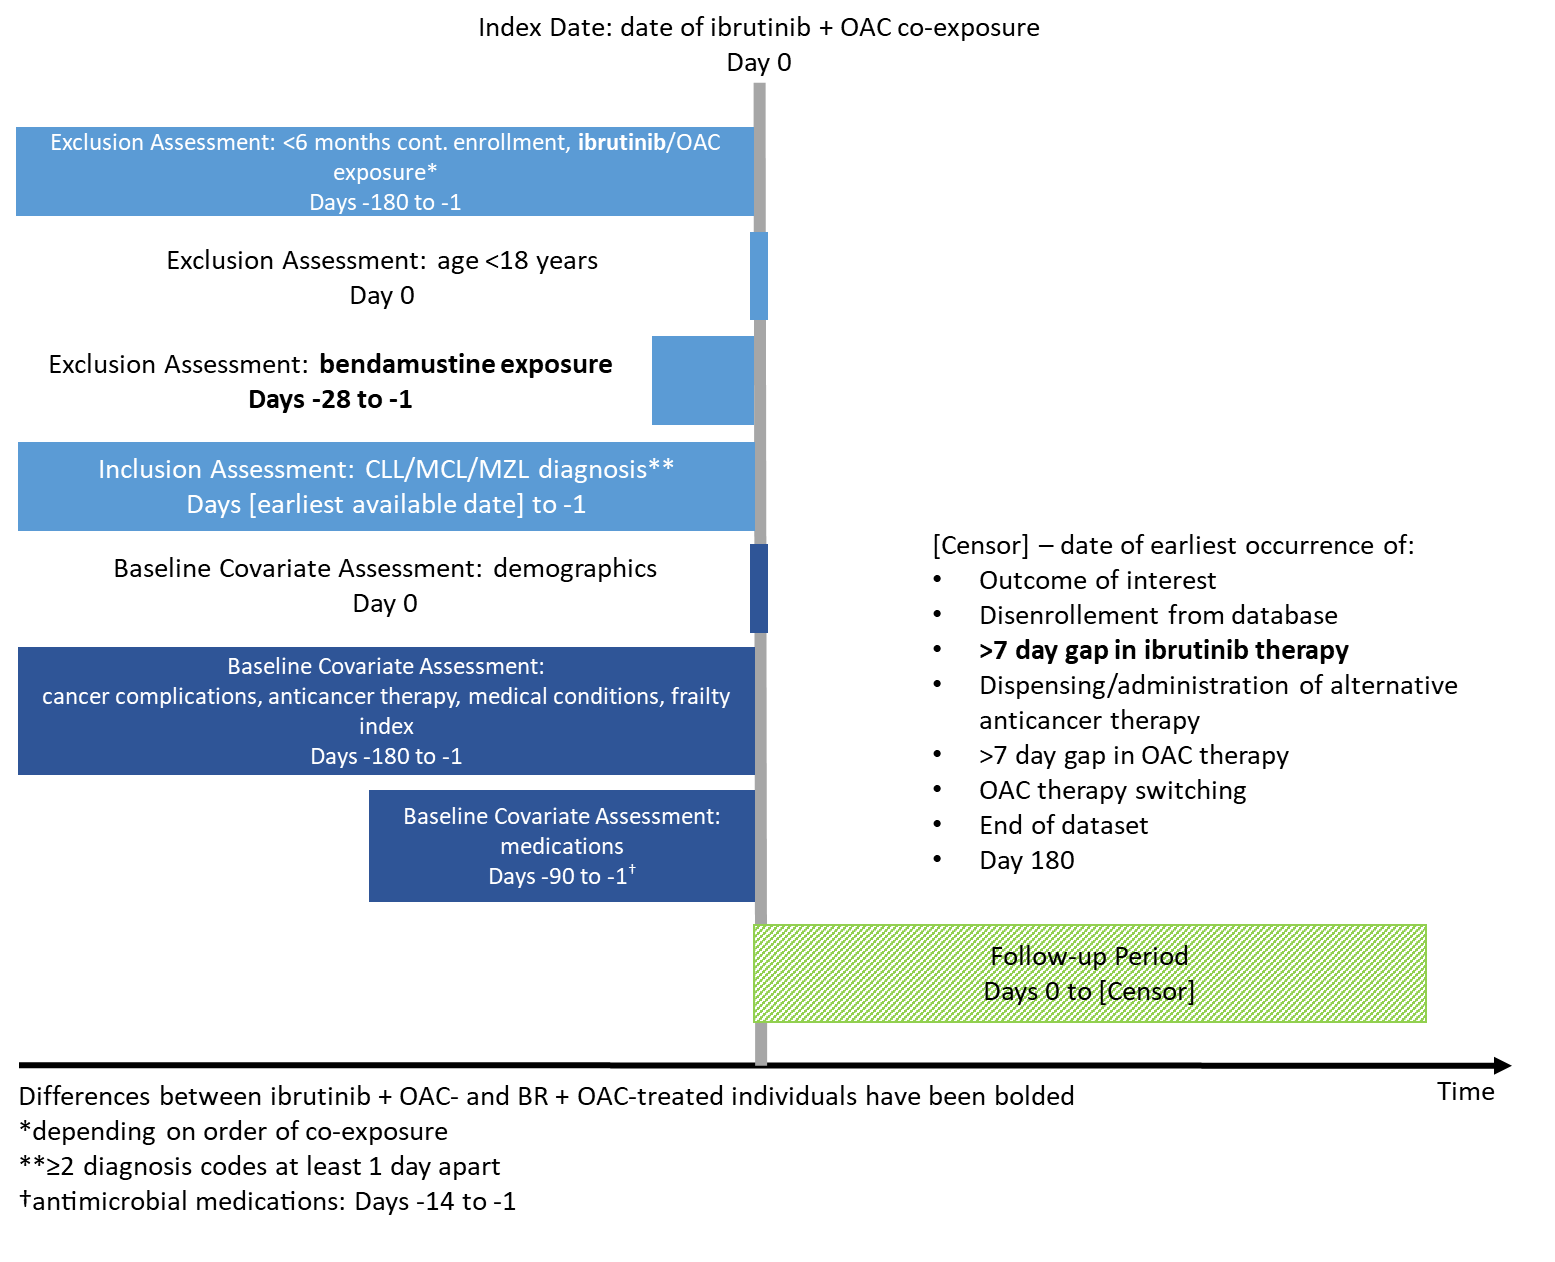 Index Date: date of ibrutinib + OAC co-exposure
Day 0
Exclusion Assessment: <6 months cont. enrollment, ibrutinib/OAC
exposure*
Days -180 to -1
Exclusion Assessment: age <18 years
Day 0
Exclusion Assessment: bendamustine exposure
Days -28 to -1
Inclusion Assessment: CLL/MCL/MZL diagnosis**
Days [earliest available date] to -1
Baseline Covariate Assessment: demographics
Day 0
Baseline Covariate Assessment:
cancer complications, anticancer therapy, medical conditions, frailty
index
Days -180 to -1
Baseline Covariate Assessment:
medications
Days -90 to -1†
[Censor] – date of earliest occurrence of:
• Outcome of interest
• Disenrollement from database
• >7 day gap in ibrutinib therapy
• Dispensing/administration of alternative
anticancer therapy
• >7 day gap in OAC therapy
• OAC therapy switching
• End of dataset
• Day 180
Follow-up Period
Days 0 to [Censor]
Time
Differences between ibrutinib + OAC- and BR + OAC-treated individuals have been bolded
*depending on order of co-exposure
**≥2 diagnosis codes at least 1 day apart
†antimicrobial medications: Days -14 to -1